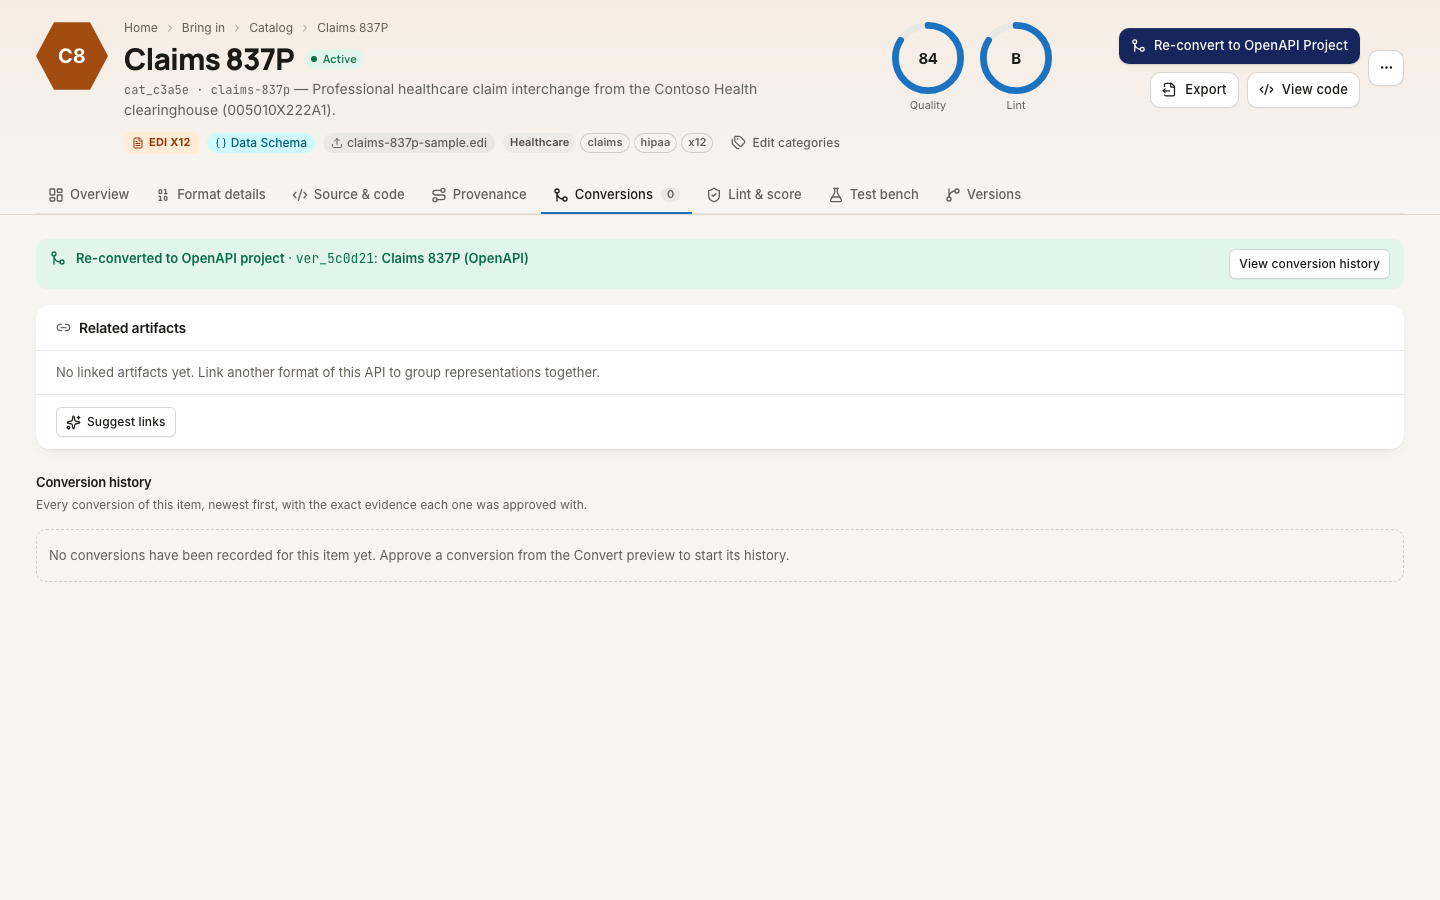 C8
Home > Bring in > Catalog > Claims 837P
Claims 837P
Active
cat_c3a5e · claims-837p — Professional healthcare claim interchange from the Contoso Health
clearinghouse (005010X222A1).
EDI X12
{} Data Schema
claims-837p-sample.edi
Healthcare
claims
hipaa
x12
Edit categories
84
Quality
B
Lint
Re-convert to OpenAPI Project
Export
View code
Overview
Format details
Source & code
Provenance
Conversions 0
Lint & score
Test bench
Versions
Re-converted to OpenAPI project · ver_5c0d21: Claims 837P (OpenAPI)
View conversion history
Related artifacts
No linked artifacts yet. Link another format of this API to group representations together.
Suggest links
Conversion history
Every conversion of this item, newest first, with the exact evidence each one was approved with.
No conversions have been recorded for this item yet. Approve a conversion from the Convert preview to start its history.